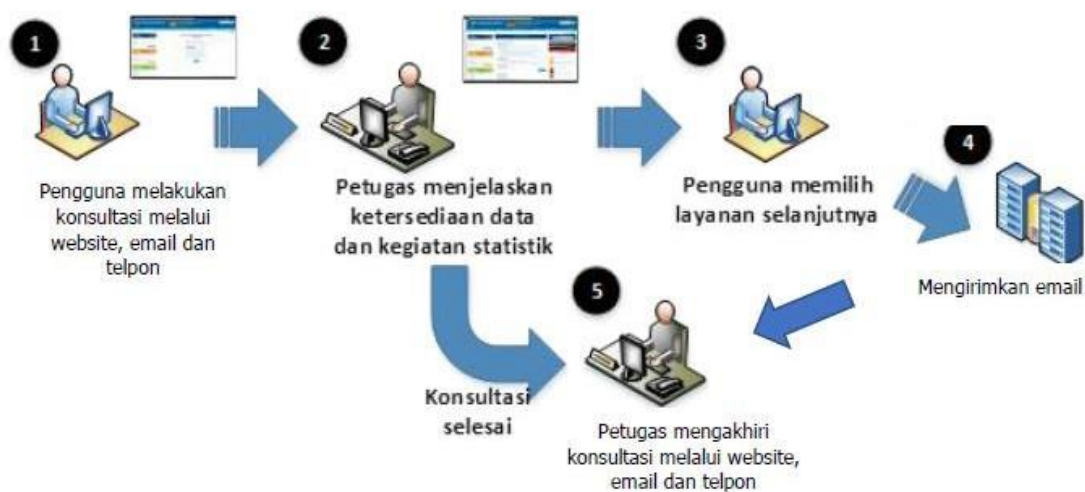 1
Pengguna melakukan
konsultasi melalui
website, email dan
telpon
2
Petugas menjelaskan
ketersediaan data
dan kegiatan statistik
3
Pengguna memilih
layanan selanjutnya
4
Mengirimkan email
Konsultasi
selesai
5
Petugas mengakhiri
konsultasi melalui website,
email dan telpon